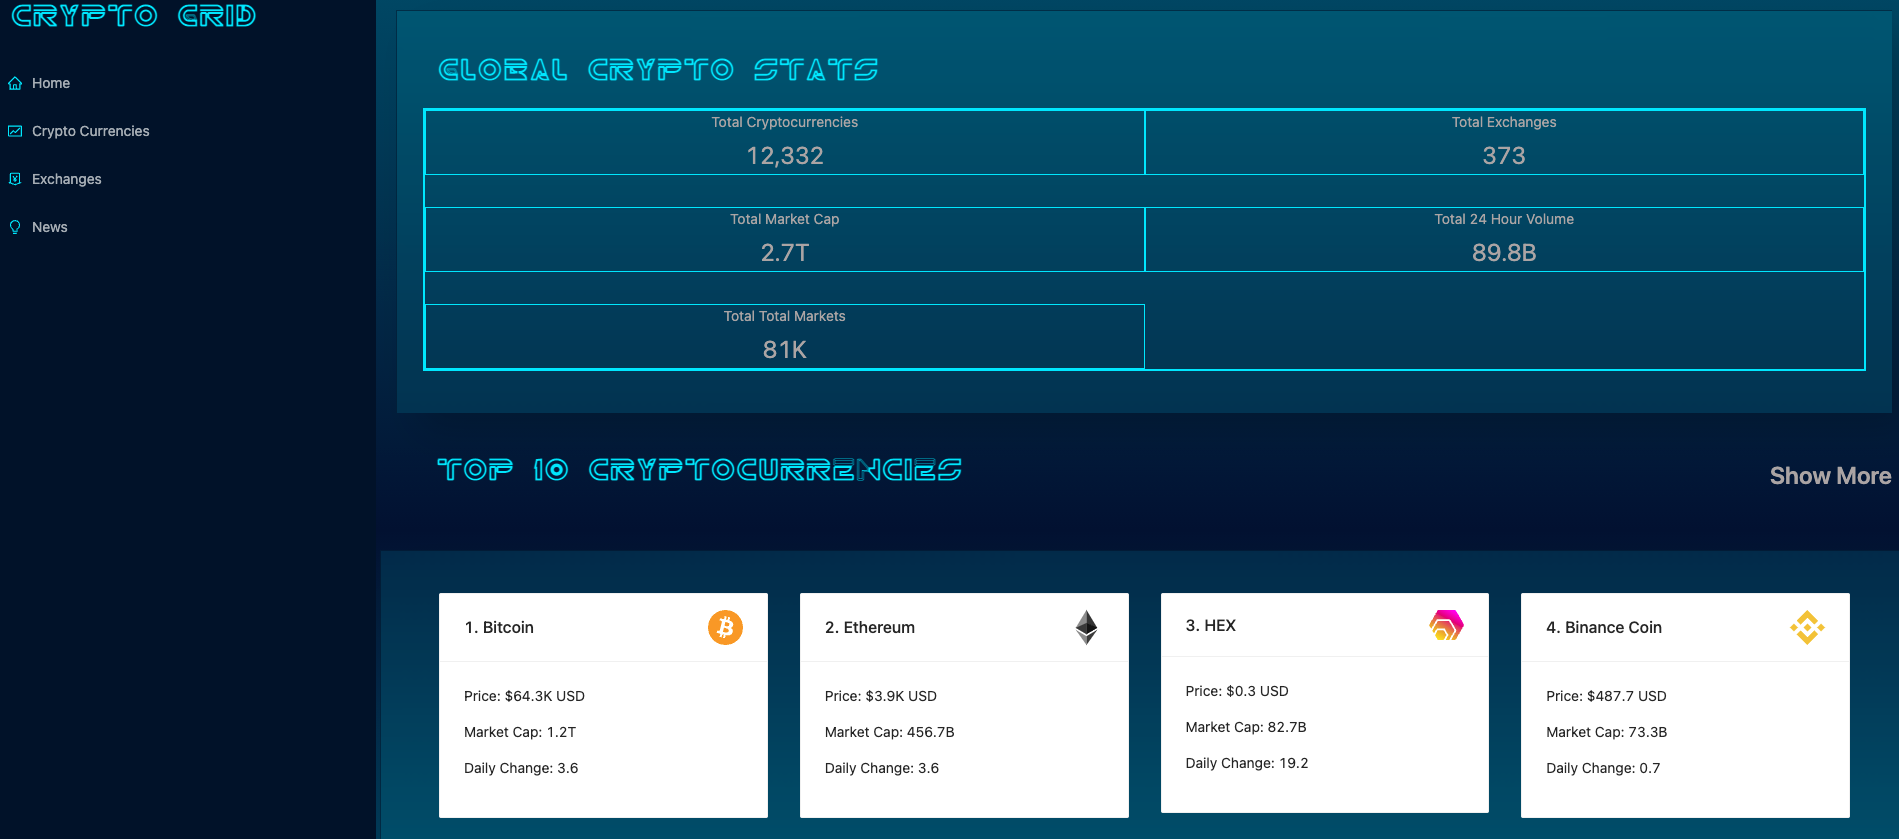 CRYPTO GRID
Home
Crypto Currencies
Exchanges
News
GLOBAL CRYPTO STATS
Total Cryptocurrencies
12,332
Total Exchanges
373
Total Market Cap
2.7T
Total 24 Hour Volume
89.8B
Total Total Markets
81K
TOP 10 CRYPTOCURRENCIES
Show More
1. Bitcoin
Price: $64.3K USD
Market Cap: 1.2T
Daily Change: 3.6
2. Ethereum
Price: $3.9K USD
Market Cap: 456.7B
Daily Change: 3.6
3. HEX
Price: $0.3 USD
Market Cap: 82.7B
Daily Change: 19.2
4. Binance Coin
Price: $487.7 USD
Market Cap: 73.3B
Daily Change: 0.7